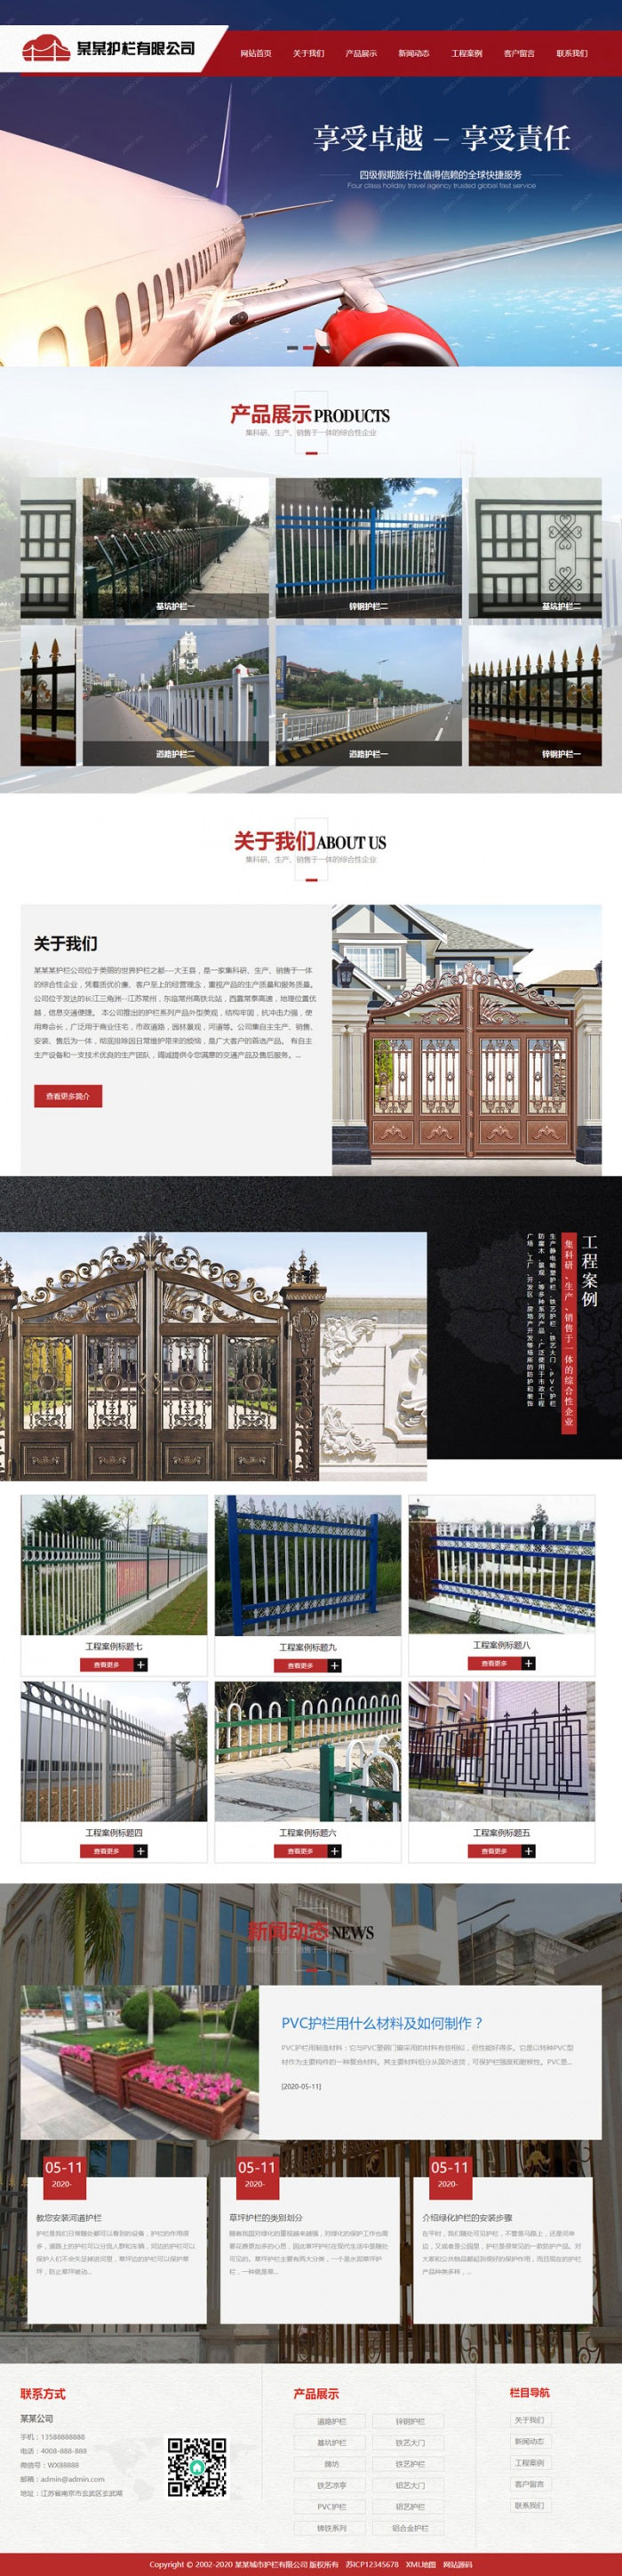 某某护栏有限公司
网站首页
关于我们
产品展示
新闻动态
工程案例
客户留言
联系我们
享受卓越 – 享受責任
四级假期旅行社值得信赖的全球快捷服务
Four class holiday travel agency trusted global fast service
产品展示PRODUCTS
集科研、生产、销售于一体的综合性企业
基坑护栏一
锌钢护栏二
基坑护栏二
道路护栏二
道路护栏一
锌钢护栏一
关于我们ABOUT US
集科研、生产、销售于一体的综合性企业
关于我们
某某某护栏公司位于美丽的世界护栏之都---大王县，是一家集科研、生产、销售于一体
的综合性企业，凭着质优价廉、客户至上的经营理念，重视产品的生产质量和服务质量。
公司位于发达的长江三角洲--江苏常州，东临常州高铁北站，西靠常泰高速，地理位置优
越，信息交通便捷。 本公司推出的护栏系列产品外型美观，结构牢固，抗冲击力强，使
用寿命长，广泛用于商业住宅，市政道路，园林景观，河道等。公司集自主生产、销售、
安装、售后为一体，彻底排除因日常维护带来的烦恼，是广大客户的首选产品。 有自主
生产设备和一支技术优良的生产团队，竭诚提供令您满意的交通产品及售后服务。...
查看更多简介
工程案例
集科研、生产、销售于一体的综合性企业
生产静电喷塑护栏,铁艺护栏,铁艺大门,PVC护栏
防腐木,景观,等多种系列产品,广泛使用于市政工程
广场,工厂,开发区,房地产开发等场所的防护和装饰
工程案例标题七
查看更多 +
工程案例标题九
查看更多 +
工程案例标题八
查看更多 +
工程案例标题四
查看更多 +
工程案例标题六
查看更多 +
工程案例标题五
查看更多 +
新闻动态NEWS
PVC护栏用什么材料及如何制作？
PVC护栏用制造材料：它与PVC塑钢门窗采用的材料有些相似，但性能好得多。它是以特种PVC型
材作为主要构件的一种复合材料。其主要材料组分从国外进货，可保护栏强度和耐候性。PVC是...
[2020-05-11]
05-11
2020-
教您安装河道护栏
护栏是我们日常随处都可以看到的设备，护栏的作用很
多，道路上的护栏可以分流人群和车辆，河边的护栏可以
保护人们不会失足掉进河里，草坪边的护栏可以保护草
坪，防止草坪被动...
05-11
2020-
草坪护栏的类别划分
随着我国对绿化的重视越来越强，对绿化的保护工作也需
要花费更加多的心思，因此草坪护栏在现代生活中是随处
可见的。草坪护栏主要有两大分类，一个是水泥草坪护
栏，一种就是草...
05-11
2020-
介绍绿化护栏的安装步骤
在平时，我们随处可见护栏，不管是马路上，还是河岸
边，又或者是公园里，护栏是很常见的一款防护产品。对
大家和公共物品都起到很好的保护作用，而且现在的护栏
产品种类多样，...
联系方式
某某公司
手机：13588888888
电话：4008-888-888
微信号：WX88888
邮箱：admin@admin.com
地址：江苏省南京市玄武区玄武湖
产品展示
道路护栏
锌钢护栏
基坑护栏
铁艺大门
牌坊
铁艺护栏
铁艺凉亭
铝艺大门
PVC护栏
铝艺护栏
铸铁系列
铝合金护栏
栏目导航
关于我们
新闻动态
工程案例
客户留言
联系我们
Copyright © 2002-2020 某某城市护栏有限公司 版权所有 苏ICP12345678 XML地图 网站源码